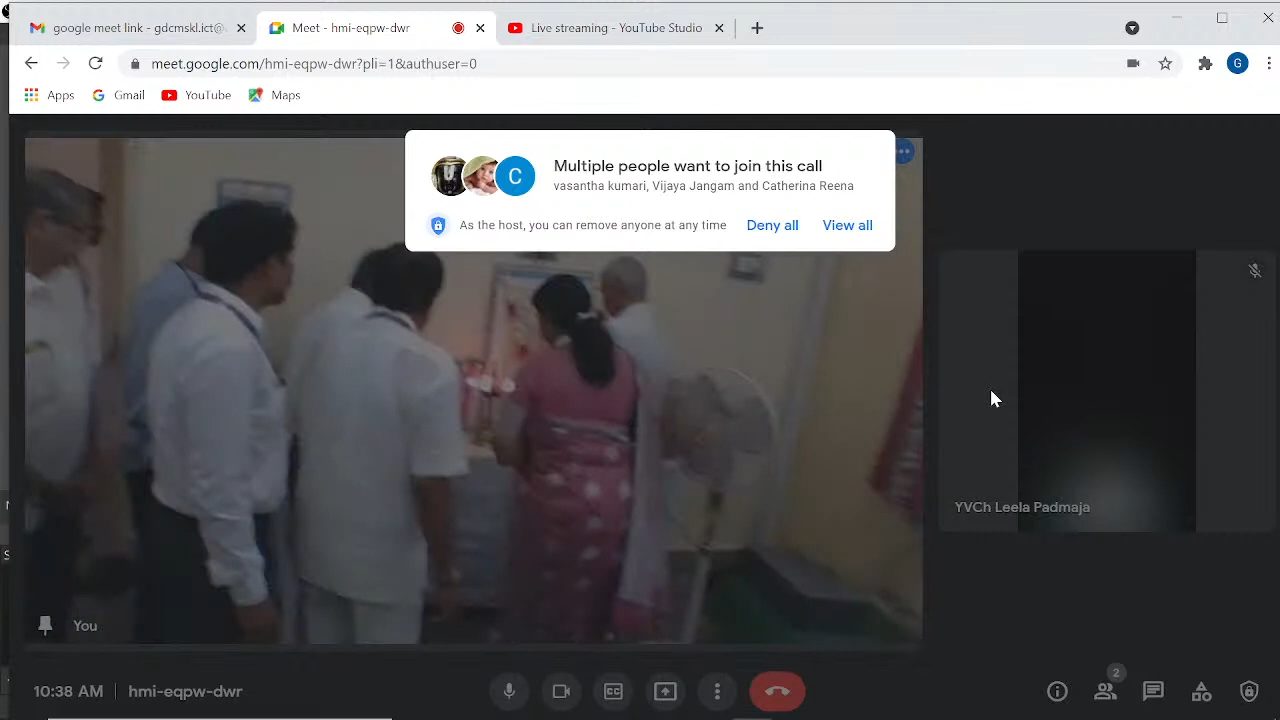 google meet link - gdcmskl.ict@
Meet - hmi-eqpw-dwr
Live streaming - YouTube Studio
meet.google.com/hmi-eqpw-dwr?pli=1&authuser=0
G
Apps
Gmail
YouTube
Maps
Multiple people want to join this call
vasantha kumari, Vijaya Jangam and Catherina Reena
C
As the host, you can remove anyone at any time
Deny all
View all
YVCh Leela Padmaja
You
10:38 AM
hmi-eqpw-dwr
CC
2